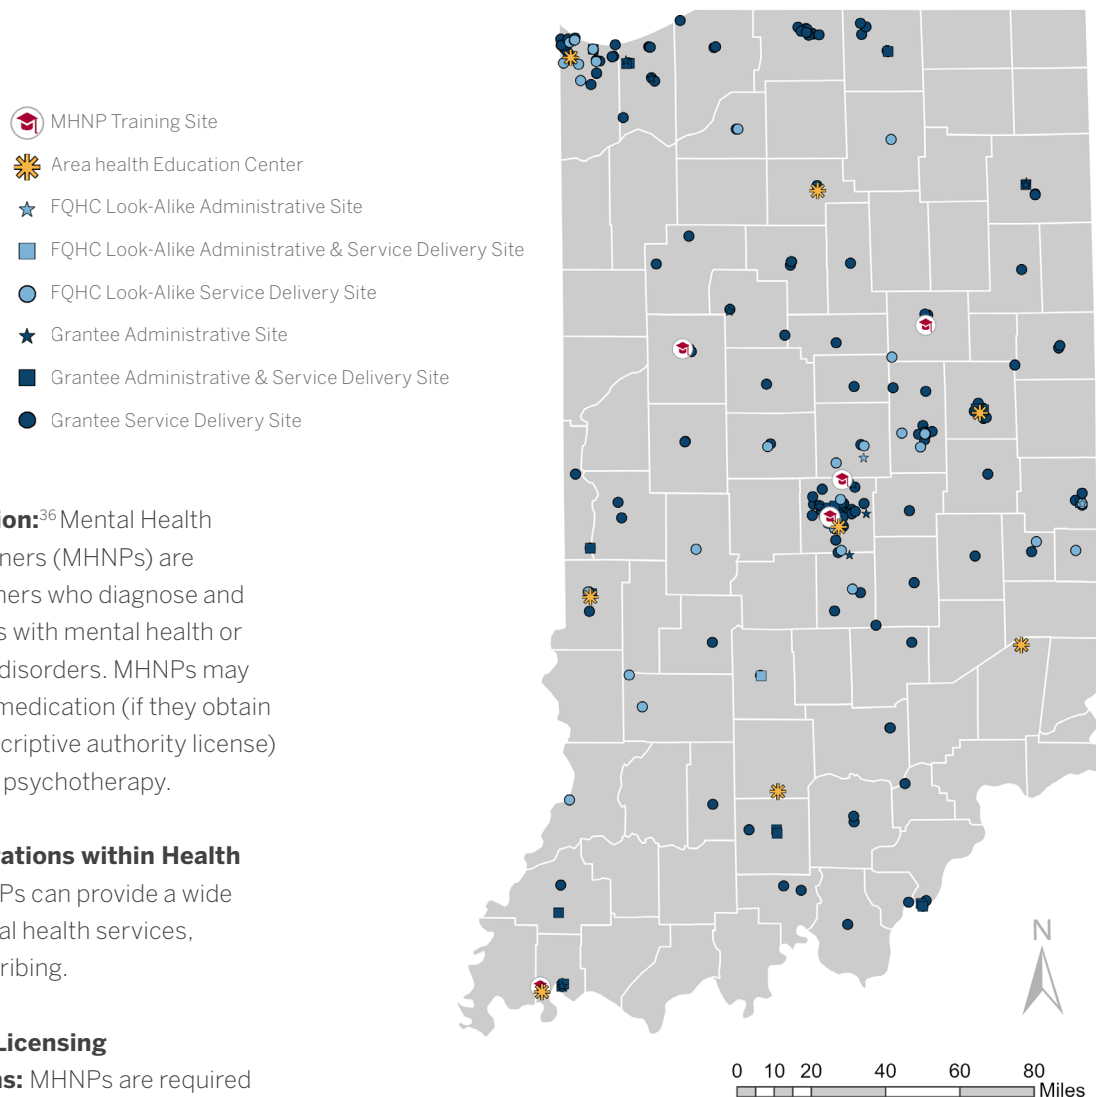 MHNP Training Site
Area health Education Center
FQHC Look-Alike Administrative Site
FQHC Look-Alike Administrative & Service Delivery Site
FQHC Look-Alike Service Delivery Site
Grantee Administrative Site
Grantee Administrative & Service Delivery Site
Grantee Service Delivery Site
ion:36 Mental Health
ners (MHNPs) are
ners who diagnose and
s with mental health or
disorders. MHNPs may
medication (if they obtain
criptive authority license)
psychotherapy.
rations within Health
Ps can provide a wide
al health services,
ribing.
Licensing
ns: MHNPs are required
N
0 10 20 40 60 80
Miles